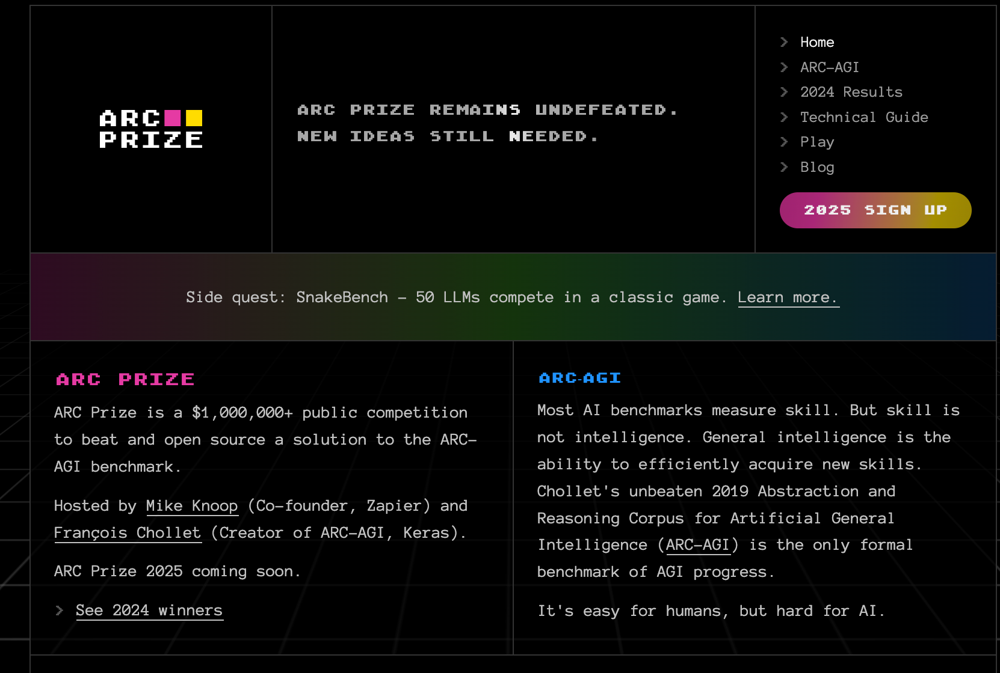 ARC
PRIZE
ARC PRIZE REMAINS UNDEFEATED.
NEW IDEAS STILL NEEDED.
Home
ARC-AGI
2024 Results
Technical Guide
Play
Blog
2025 SIGN UP
Side quest: SnakeBench - 50 LLMs compete in a classic game. Learn more.
ARC PRIZE
ARC Prize is a $1,000,000+ public competition
to beat and open source a solution to the ARC-
AGI benchmark.
Hosted by Mike Knoop (Co-founder, Zapier) and
François Chollet (Creator of ARC-AGI, Keras).
ARC Prize 2025 coming soon.
See 2024 winners
ARC-AGI
Most AI benchmarks measure skill. But skill is
not intelligence. General intelligence is the
ability to efficiently acquire new skills.
Chollet's unbeaten 2019 Abstraction and
Reasoning Corpus for Artificial General
Intelligence (ARC-AGI) is the only formal
benchmark of AGI progress.
It's easy for humans, but hard for AI.